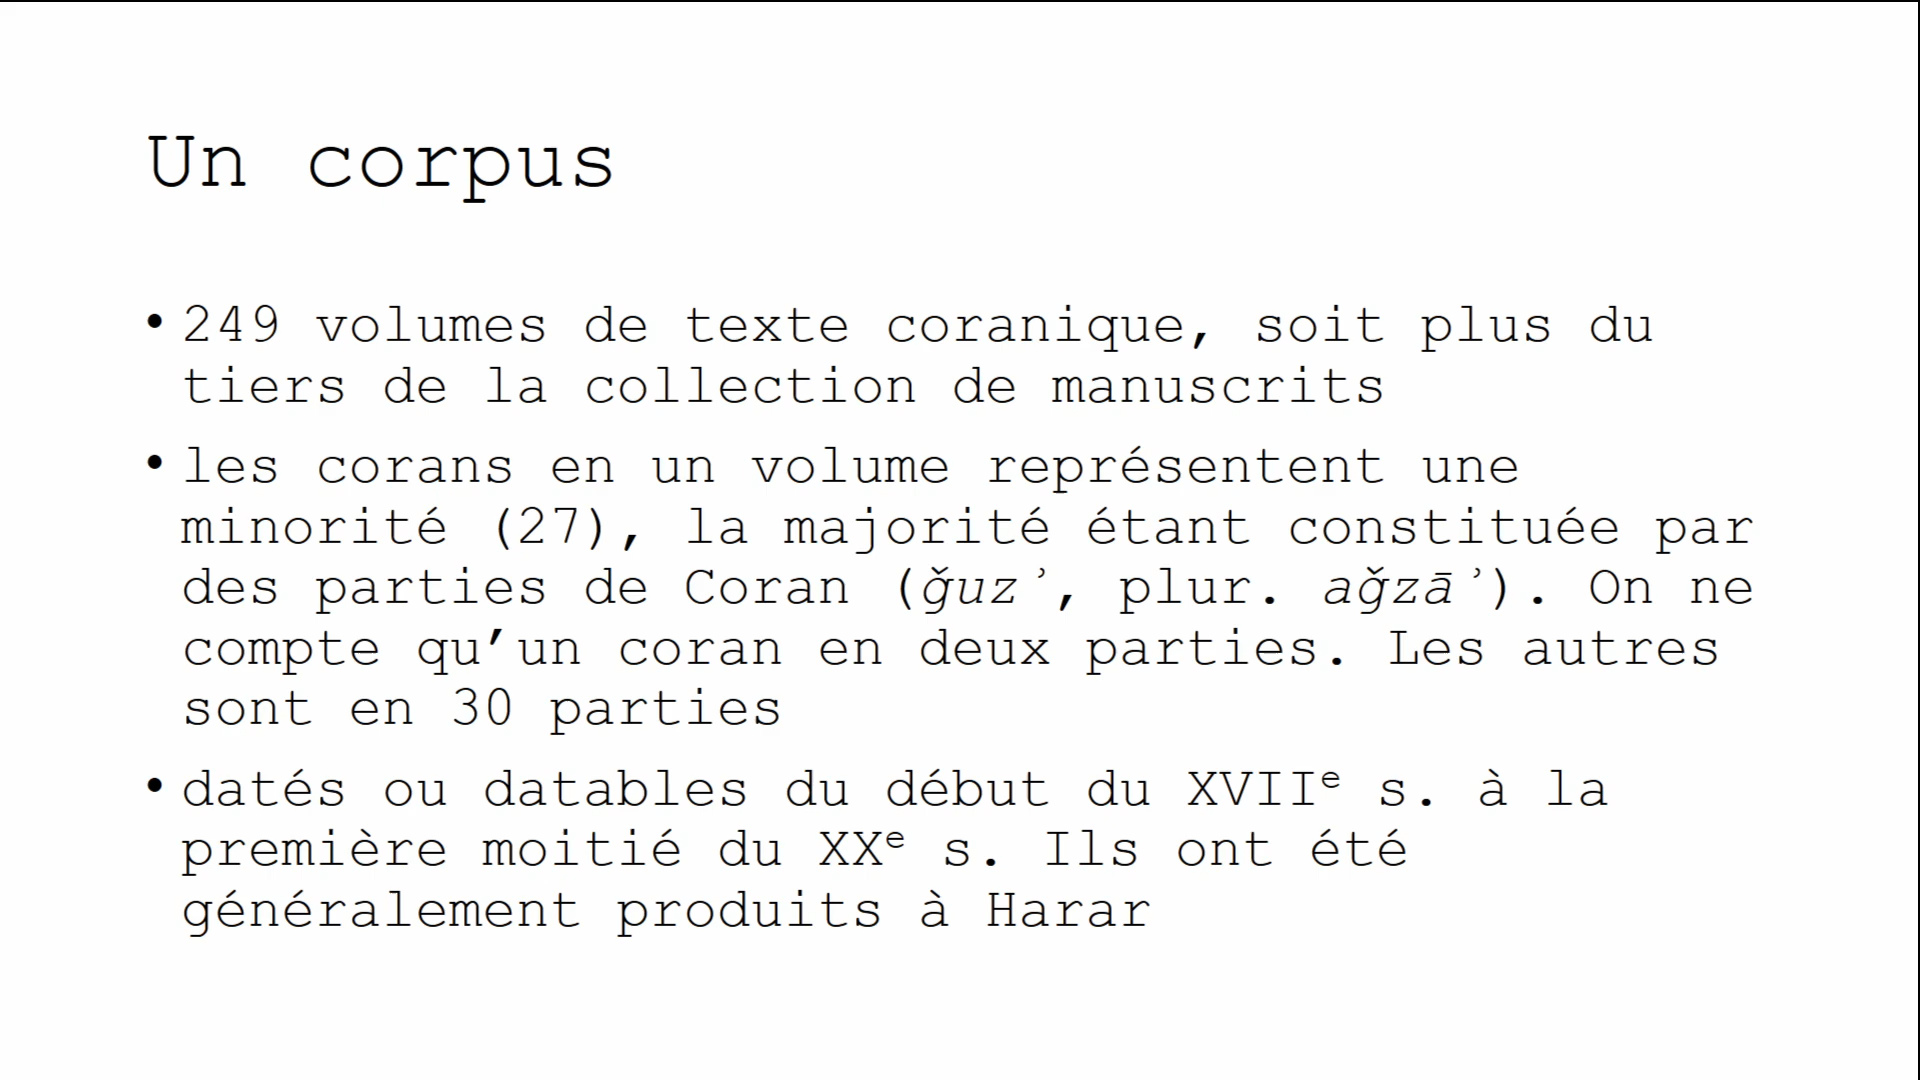 Un corpus
• 249 volumes de texte coranique, soit plus du
tiers de la collection de manuscrits
• les corans en un volume représentent une
minorité (27), la majorité étant constituée par
des parties de Coran (ǧuzʾ, plur. aǧzāʾ). On ne
compte qu’un coran en deux parties. Les autres
sont en 30 parties
• datés ou datables du début du XVIIᵉ s. à la
première moitié du XXᵉ s. Ils ont été
généralement produits à Harar